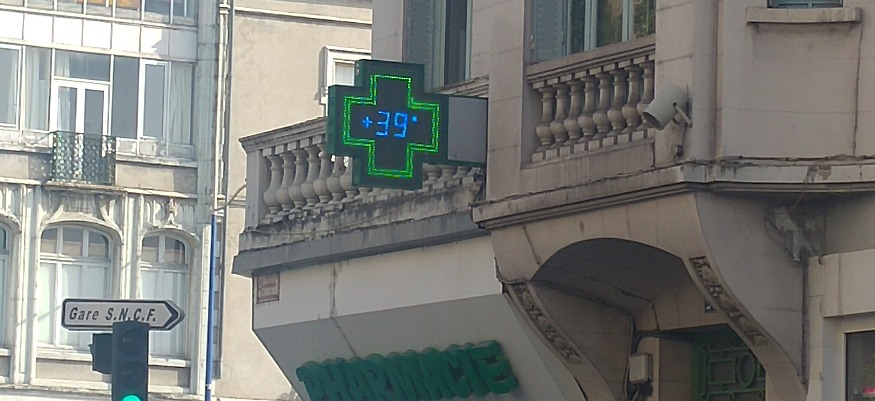 +39°
Gare S.N.C.F.
PHARMACIE